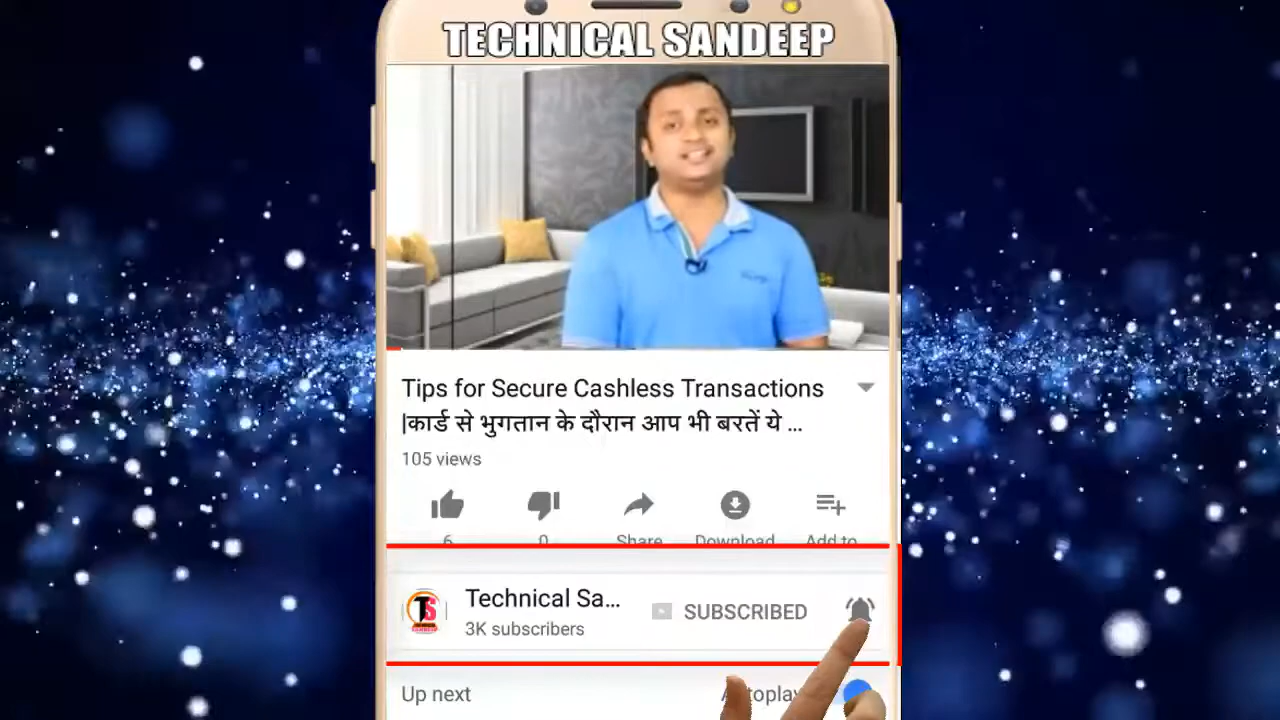 TECHNICAL SANDEEP
Tips for Secure Cashless Transactions
|कार्ड से भुगतान के दौरान आप भी बरतें ये ...
105 views
6 0 Share Download Add to
Technical Sa...
3K subscribers
SUBSCRIBED
TS
Up next
Autoplay